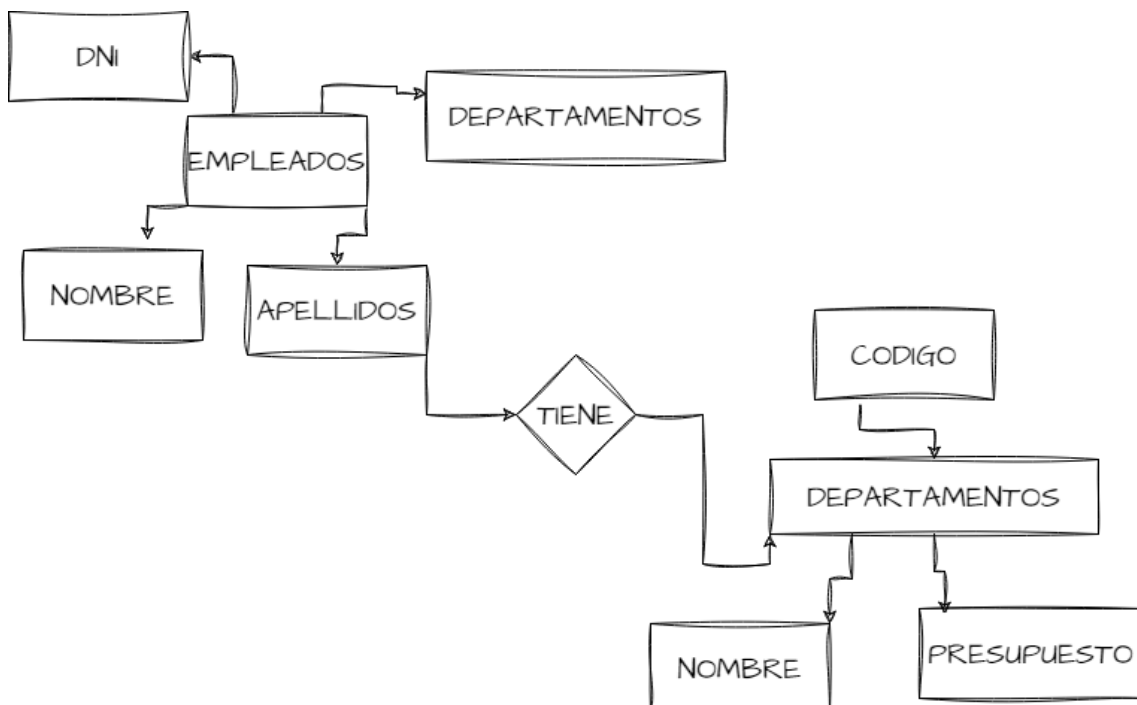 DNI
DEPARTAMENTOS
EMPLEADOS
NOMBRE
APELLIDOS
CODIGO
TIENE
DEPARTAMENTOS
NOMBRE
PRESUPUESTO